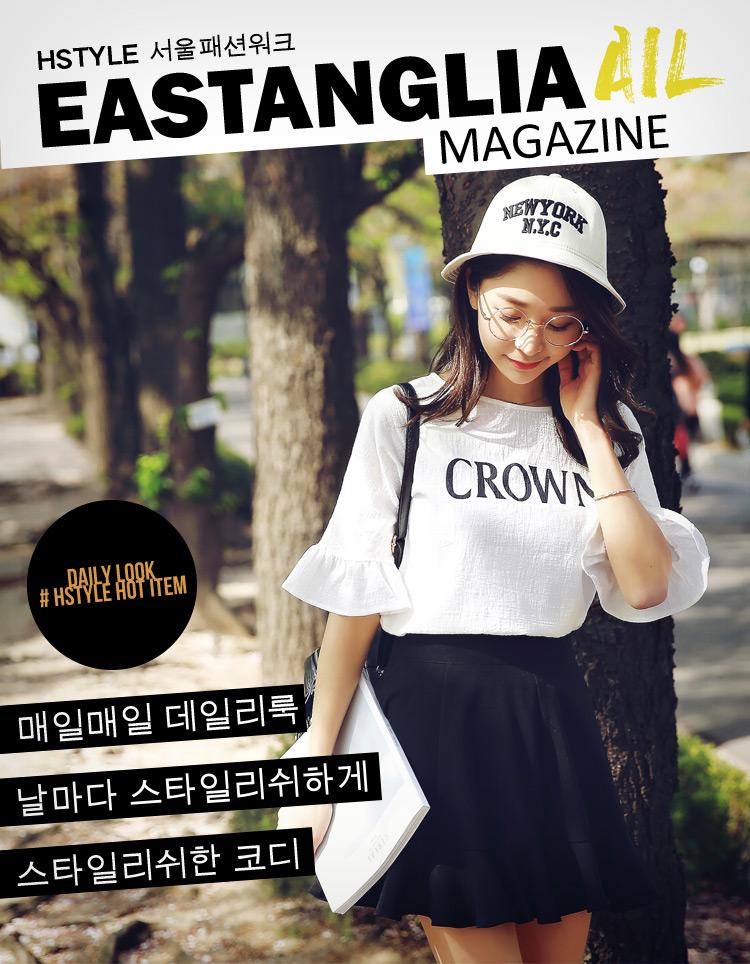 HSTYLE 서울패션워크
EASTANGLIA AIL
MAGAZINE
NEWYORK
N.Y.C
CROWN
DAILY LOOK
# HSTYLE HOT ITEM
매일매일 데일리룩
날마다 스타일리쉬하게
스타일리쉬한 코디